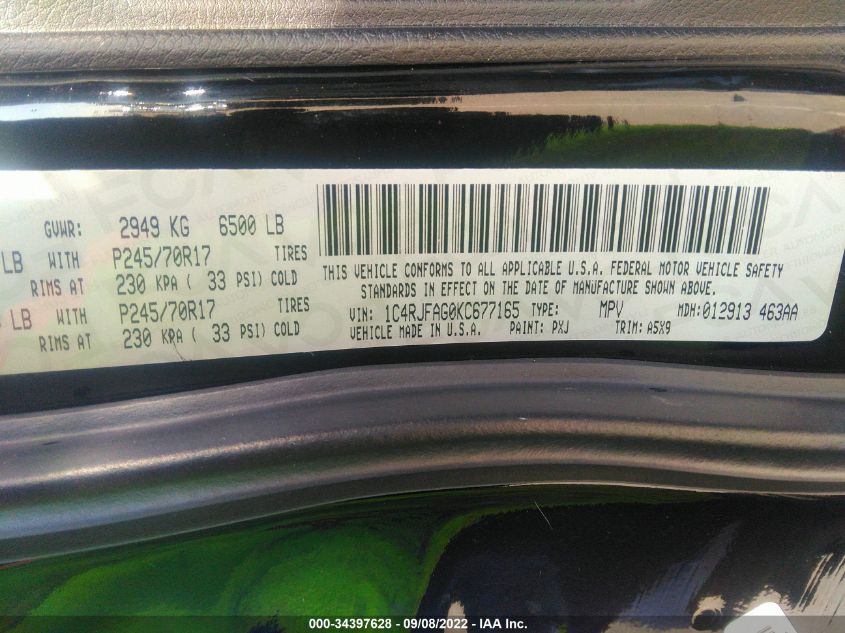 GVWR: 2949 KG 6500 LB
LB WITH P245/70R17 TIRES
RIMS AT 230 KPA ( 33 PSI) COLD
LB WITH P245/70R17 TIRES
RIMS AT 230 KPA ( 33 PSI) COLD
THIS VEHICLE CONFORMS TO ALL APPLICABLE U.S.A. FEDERAL MOTOR VEHICLE SAFETY
STANDARDS IN EFFECT ON THE DATE OF MANUFACTURE SHOWN ABOVE.
VIN: 1C4RJFAG0KC677165 TYPE: MPV MDH:012913 463AA
VEHICLE MADE IN U.S.A. PAINT: PXJ TRIM: A5X9
000-34397628 - 09/08/2022 - IAA Inc.